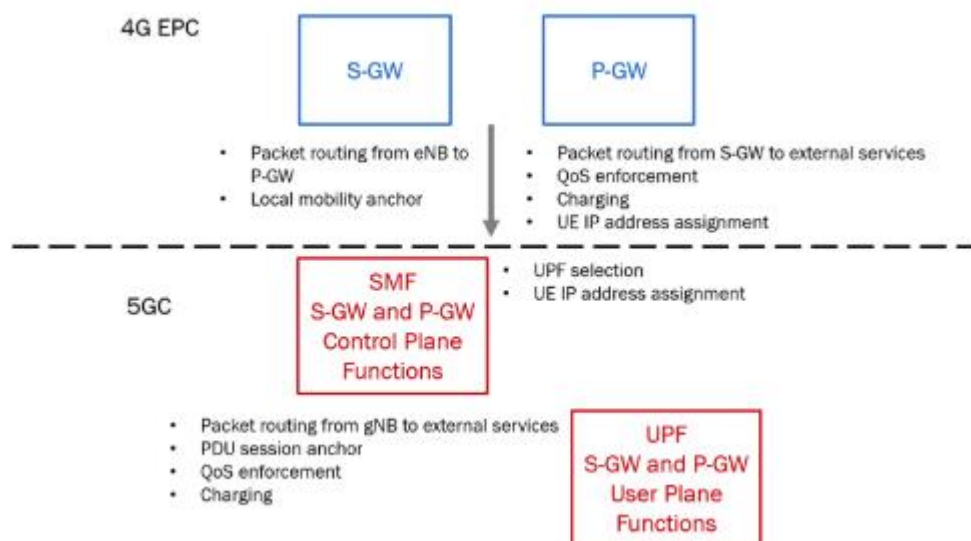 4G EPC
S-GW
P-GW
• Packet routing from eNB to
P-GW
• Local mobility anchor
• Packet routing from S-GW to external services
• QoS enforcement
• Charging
• UE IP address assignment
5GC
SMF
S-GW and P-GW
Control Plane
Functions
• UPF selection
• UE IP address assignment
• Packet routing from gNB to external services
• PDU session anchor
• QoS enforcement
• Charging
UPF
S-GW and P-GW
User Plane
Functions